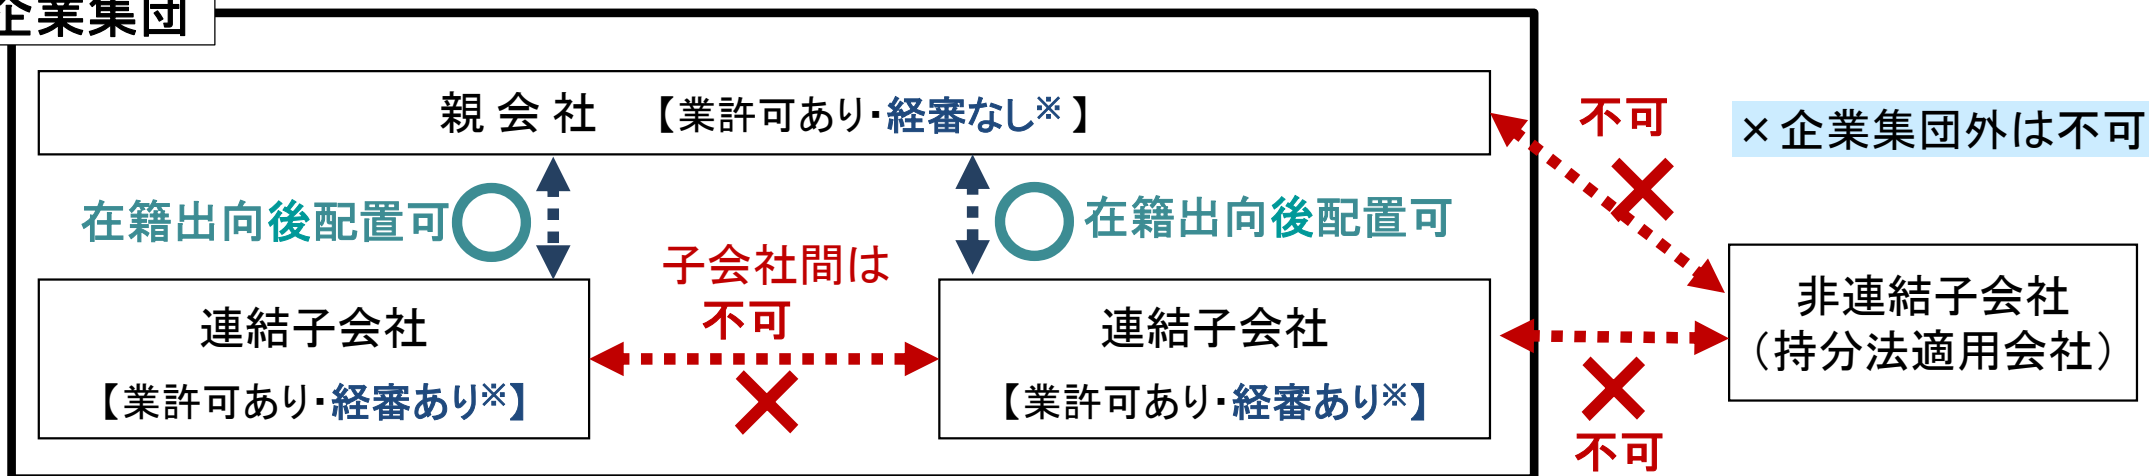 企業集団
親 会 社 【業許可あり・経審なし※ 】
不可
×企業集団外は不可
在籍出向後配置可
在籍出向後配置可
子会社間は
不可
連結子会社
【業許可あり・経審あり※】
連結子会社
【業許可あり・経審あり※】
非連結子会社
（持分法適用会社）
不可